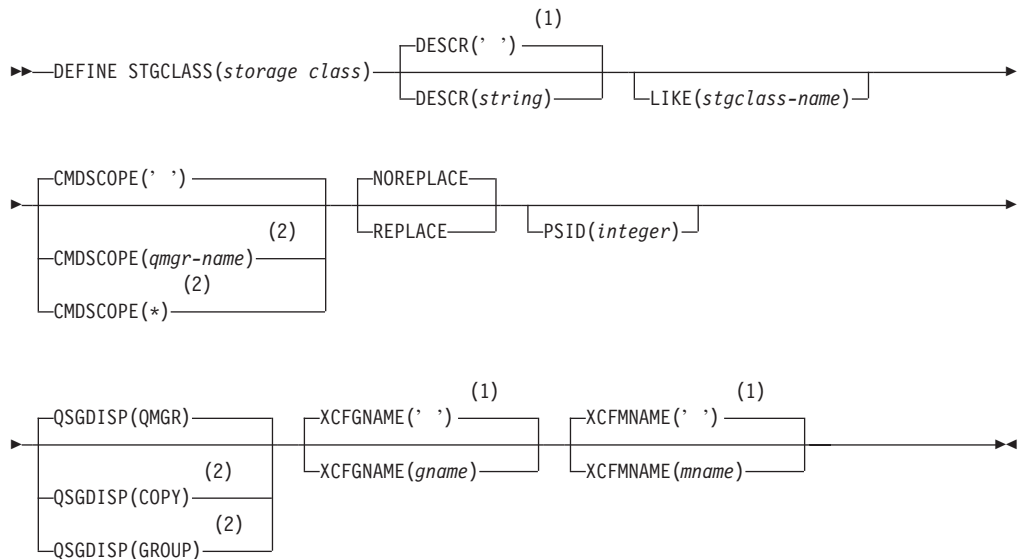 (1)
DESCR(’ ’)
DEFINE STGCLASS(storage class)
DESCR(string)
LIKE(stgclass-name)
CMDSCOPE(’ ’)
NOREPLACE
(2)
CMDSCOPE(qmgr-name)
REPLACE
PSID(integer)
(2)
CMDSCOPE(*)
(1)
(1)
QSGDISP(QMGR)
XCFGNAME(’ ’)
XCFMNAME(’ ’)
(2)
QSGDISP(COPY)
XCFGNAME(gname)
XCFMNAME(mname)
(2)
QSGDISP(GROUP)